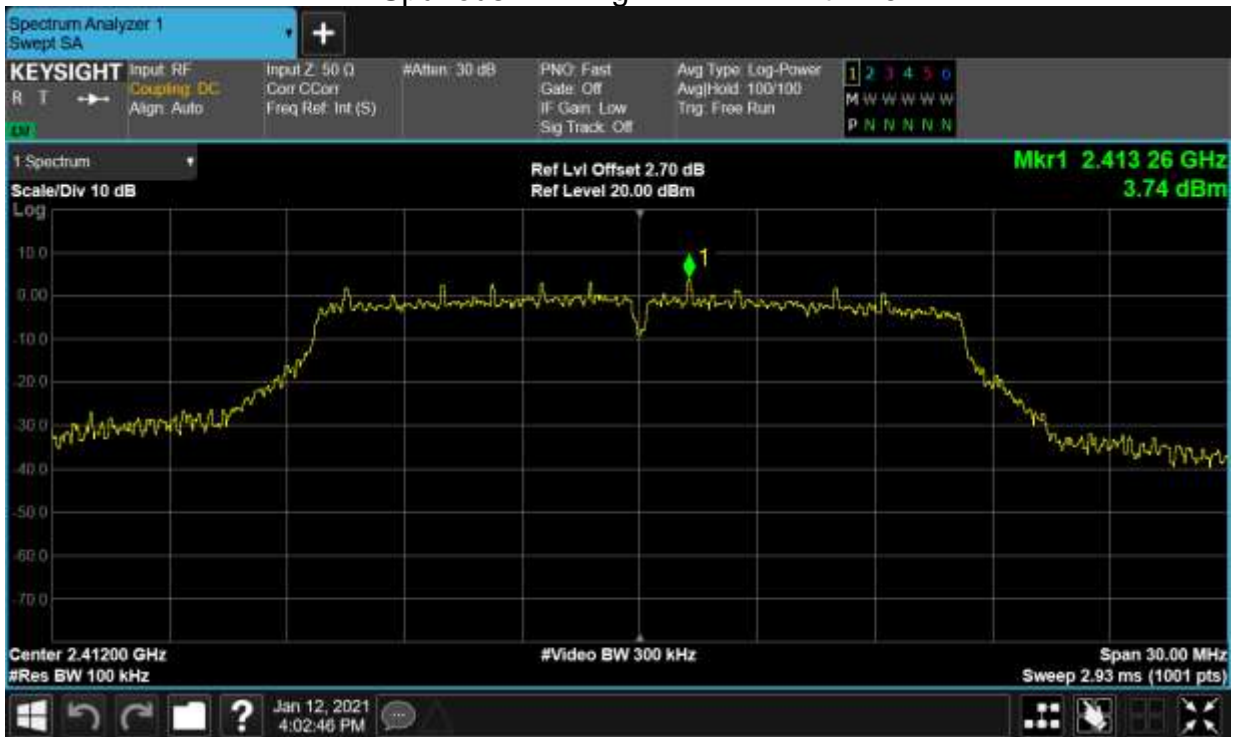 Spectrum Analyzer 1
Swept SA
+
KEYSIGHT
R T
Input: RF
Coupling: DC
Align: Auto
Input Z: 50 Ω
Corr CCorr
Freq Ref: Int (S)
#Atten: 30 dB
PNO: Fast
Gate: Off
IF Gain: Low
Sig Track: Off
Avg Type: Log-Power
Avg|Hold: 100/100
Trig: Free Run
1 2 3 4 5 6
M W W W W W
P N N N N N
1 Spectrum
Scale/Div 10 dB
Log
Ref Lvl Offset 2.70 dB
Ref Level 20.00 dBm
Mkr1 2.413 26 GHz
3.74 dBm
1
10.0
0.00
-10.0
-20.0
-30.0
-40.0
-50.0
-60.0
-70.0
Center 2.41200 GHz
#Res BW 100 kHz
#Video BW 300 kHz
Span 30.00 MHz
Sweep 2.93 ms (1001 pts)
?
Jan 12, 2021
4:02:46 PM